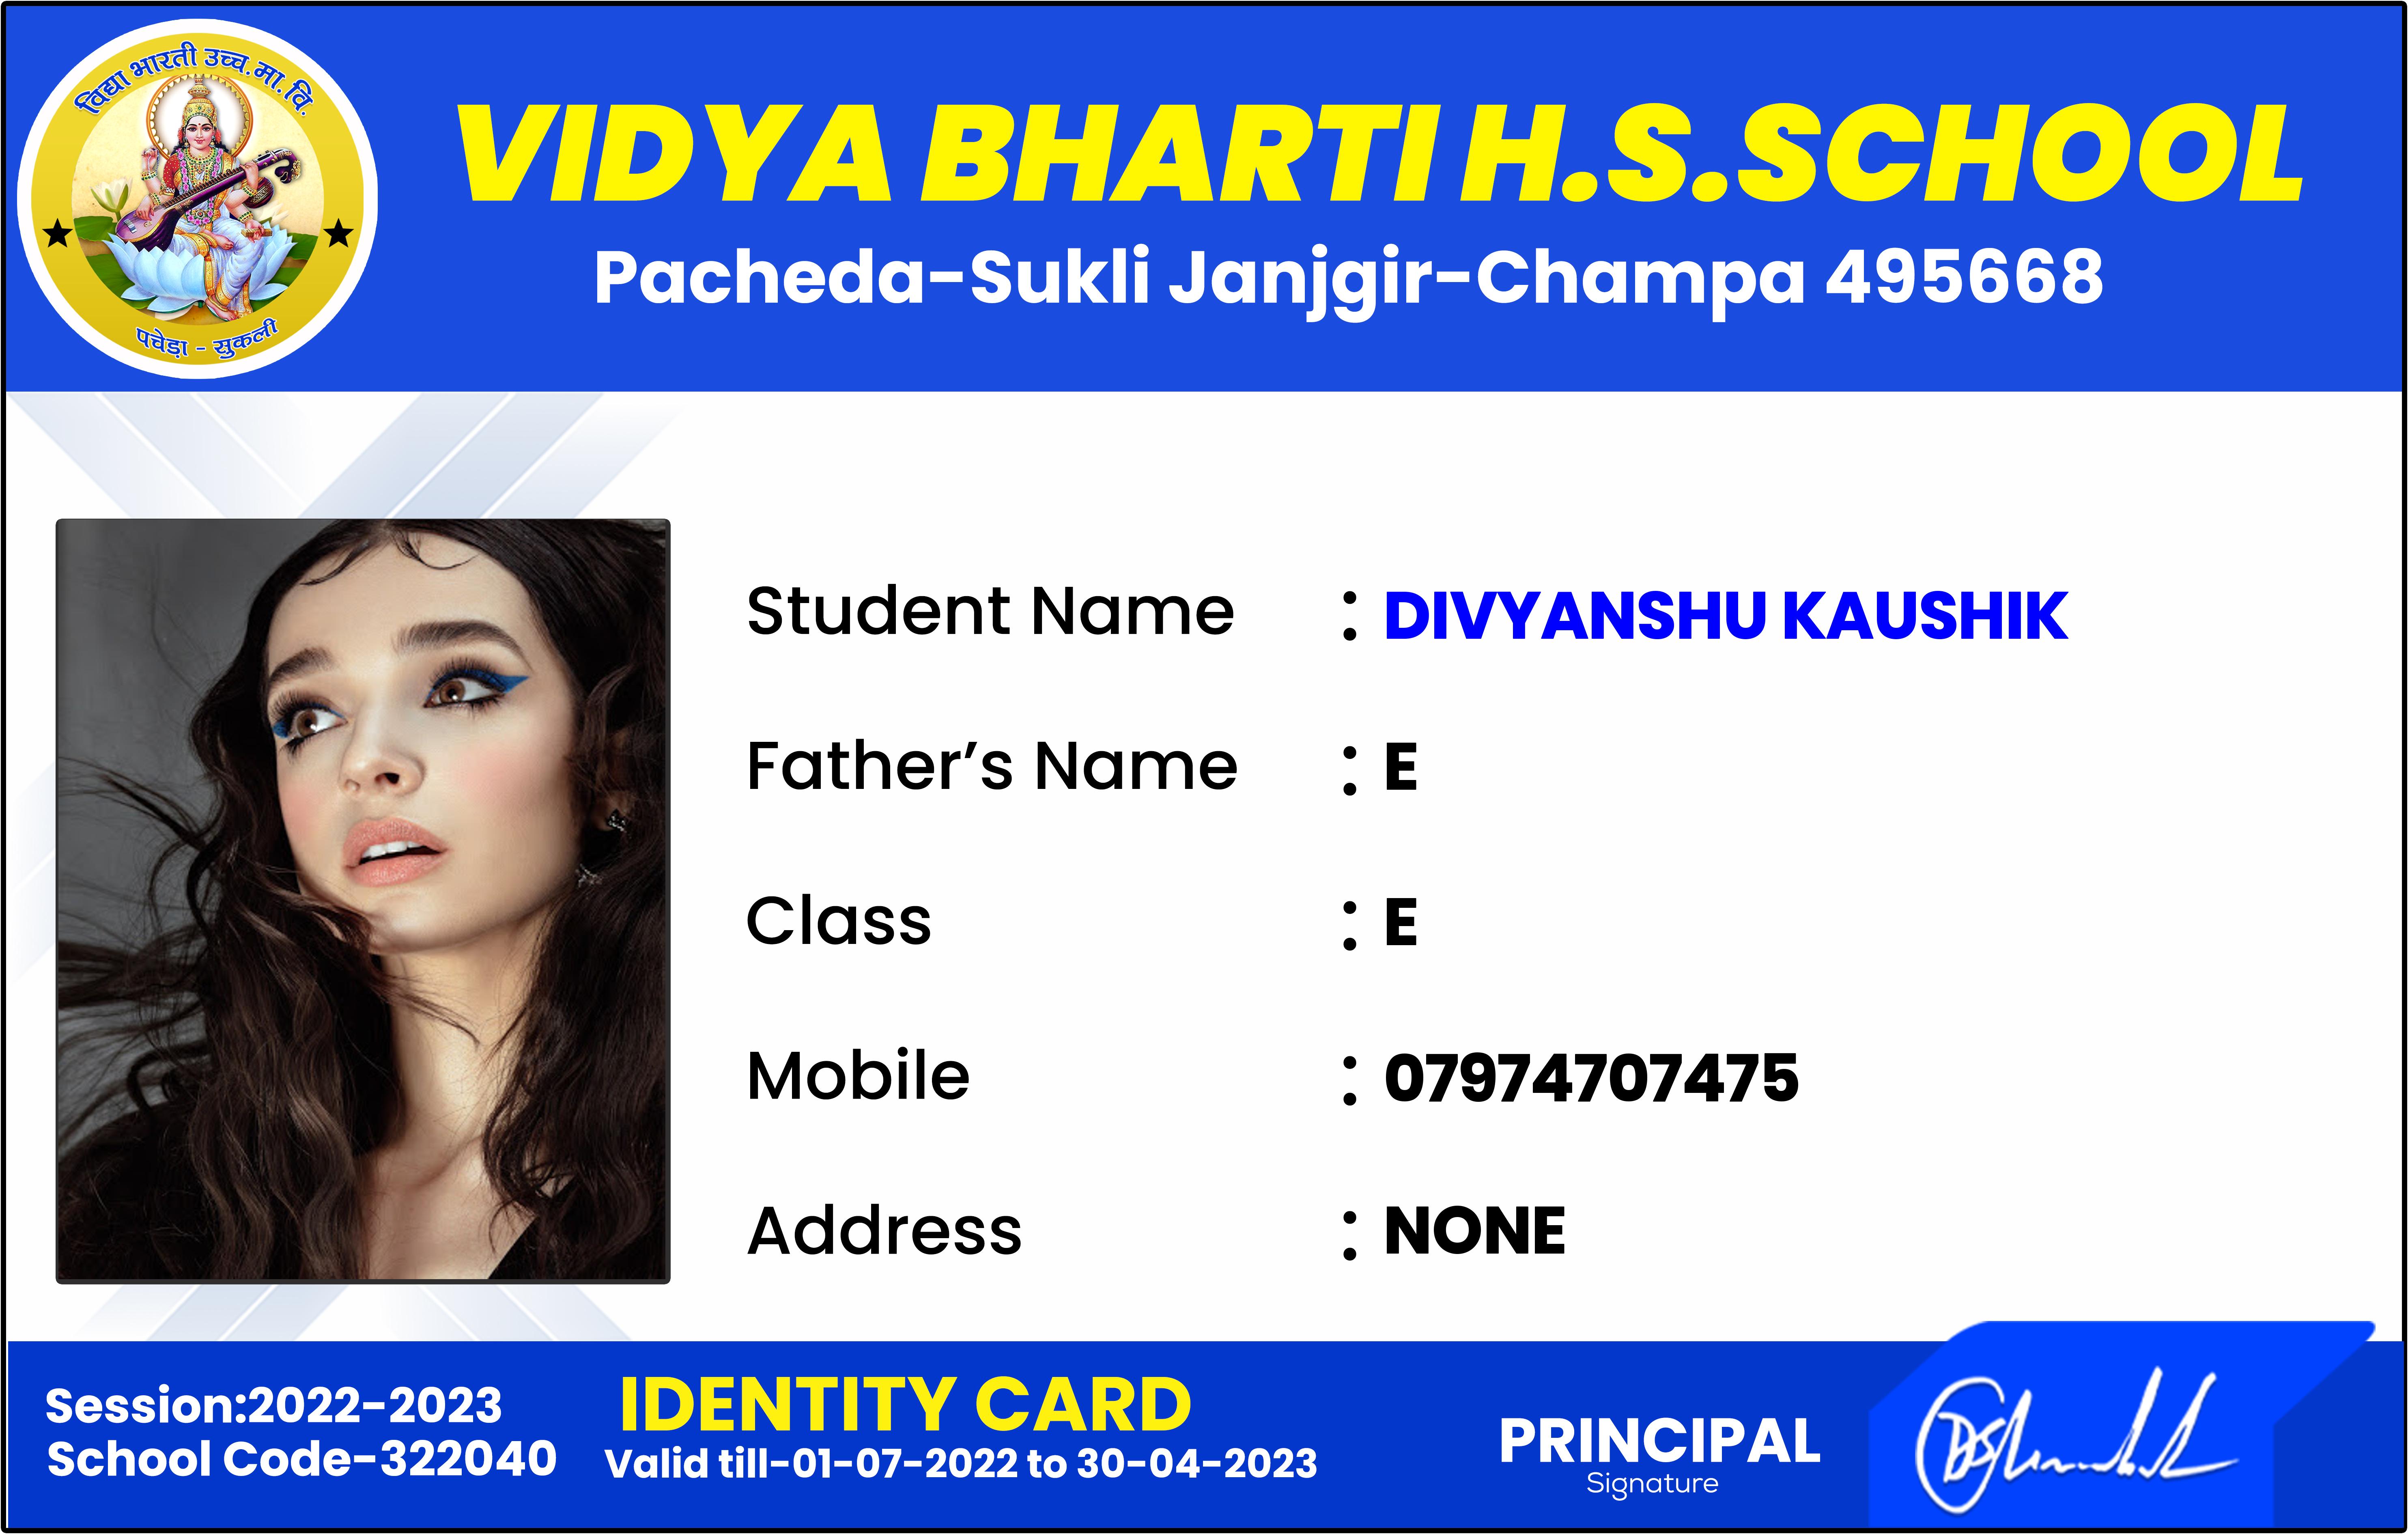 विद्या भारती उच्च.मा.वि.
पचेड़ा - सुकली
VIDYA BHARTI H.S.SCHOOL
Pacheda-Sukli Janjgir-Champa 495668
Student Name : DIVYANSHU KAUSHIK
Father’s Name : E
Class : E
Mobile : 07974707475
Address : NONE
Session:2022-2023
School Code-322040
IDENTITY CARD
Valid till-01-07-2022 to 30-04-2023
PRINCIPAL
Signature